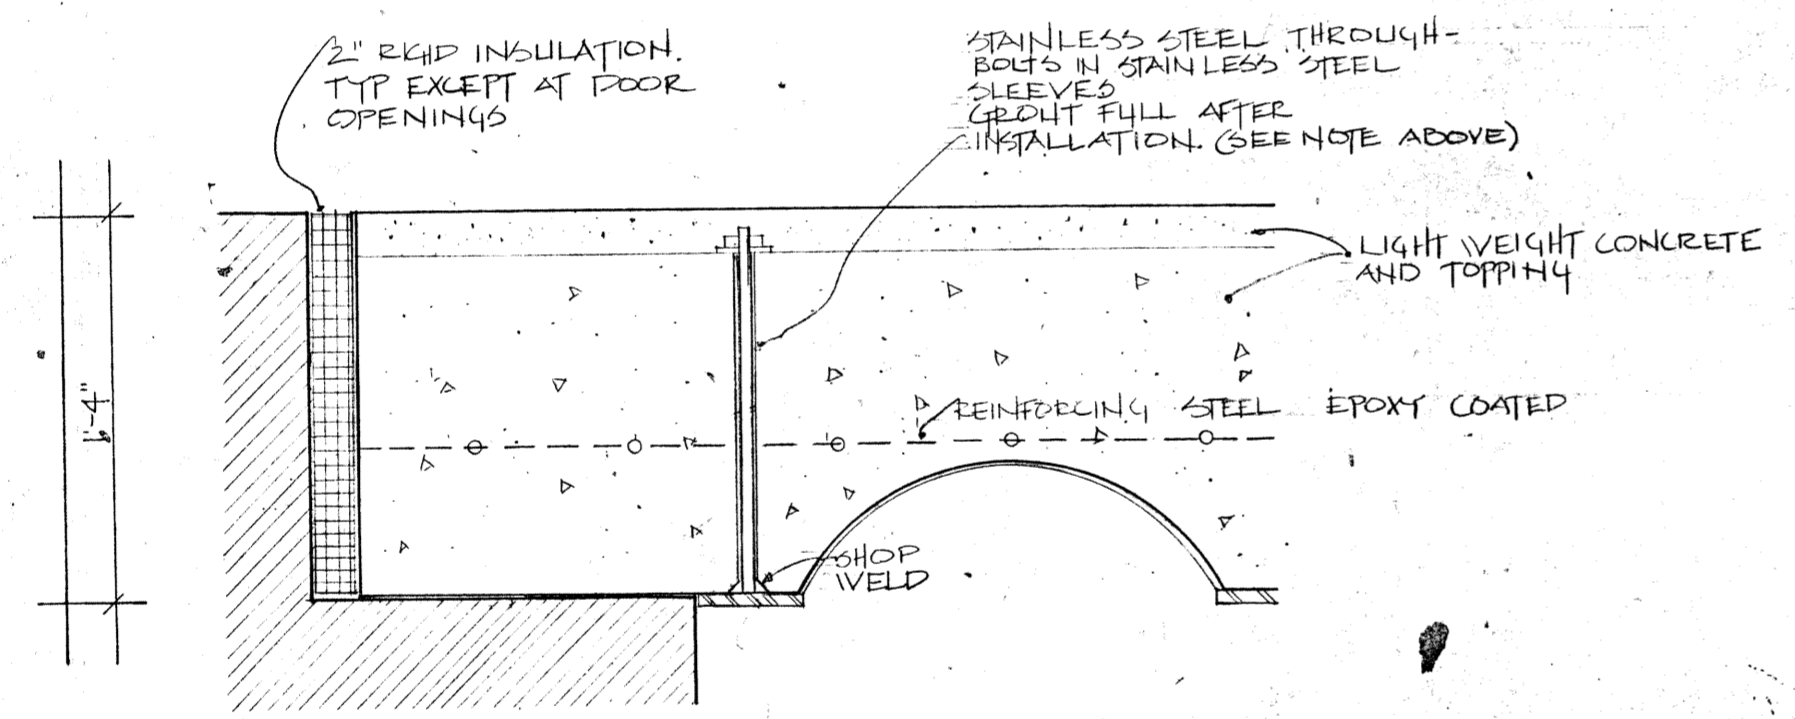 2" RIGID INSULATION.
TYP EXCEPT AT DOOR
OPENINGS
STAINLESS STEEL THROUGH-
BOLTS IN STAINLESS STEEL
SLEEVES
GROUT FULL AFTER
INSTALLATION. (SEE NOTE ABOVE)
LIGHT WEIGHT CONCRETE
AND TOPPING
1'-4"
REINFORCING STEEL EPOXY COATED
SHOP
WELD